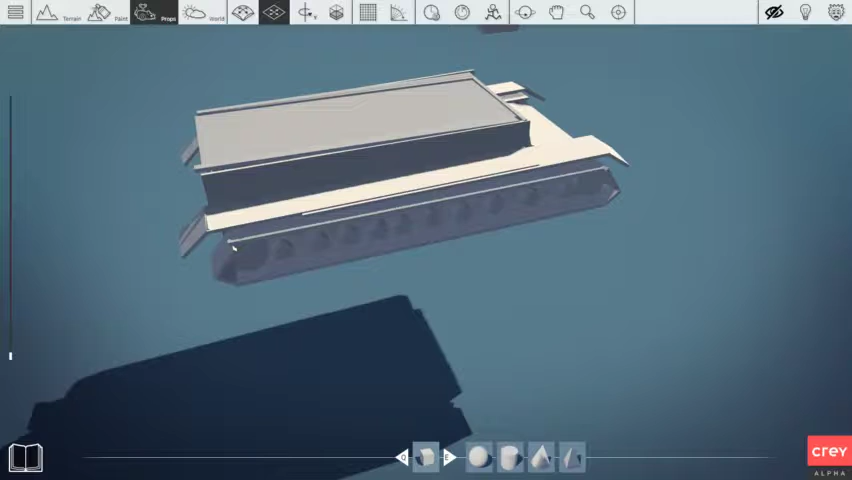 Terrain
Paint
Props
World
Y
Q
E
crey
ALPHA